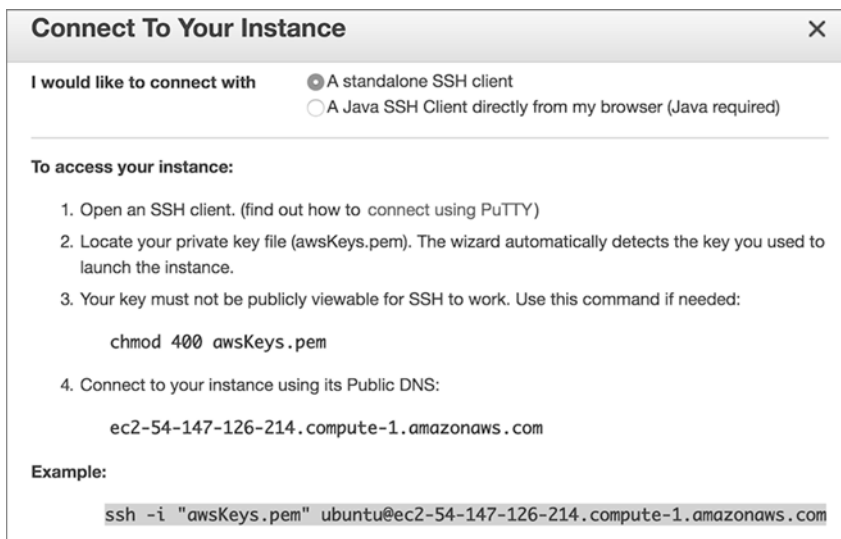 Connect To Your Instance
I would like to connect with
A standalone SSH client
A Java SSH Client directly from my browser (Java required)
To access your instance:
1. Open an SSH client. (find out how to connect using PuTTY)
2. Locate your private key file (awsKeys.pem). The wizard automatically detects the key you used to
launch the instance.
3. Your key must not be publicly viewable for SSH to work. Use this command if needed:
chmod 400 awsKeys.pem
4. Connect to your instance using its Public DNS:
ec2-54-147-126-214.compute-1.amazonaws.com
Example:
ssh -i "awsKeys.pem" ubuntu@ec2-54-147-126-214.compute-1.amazonaws.com